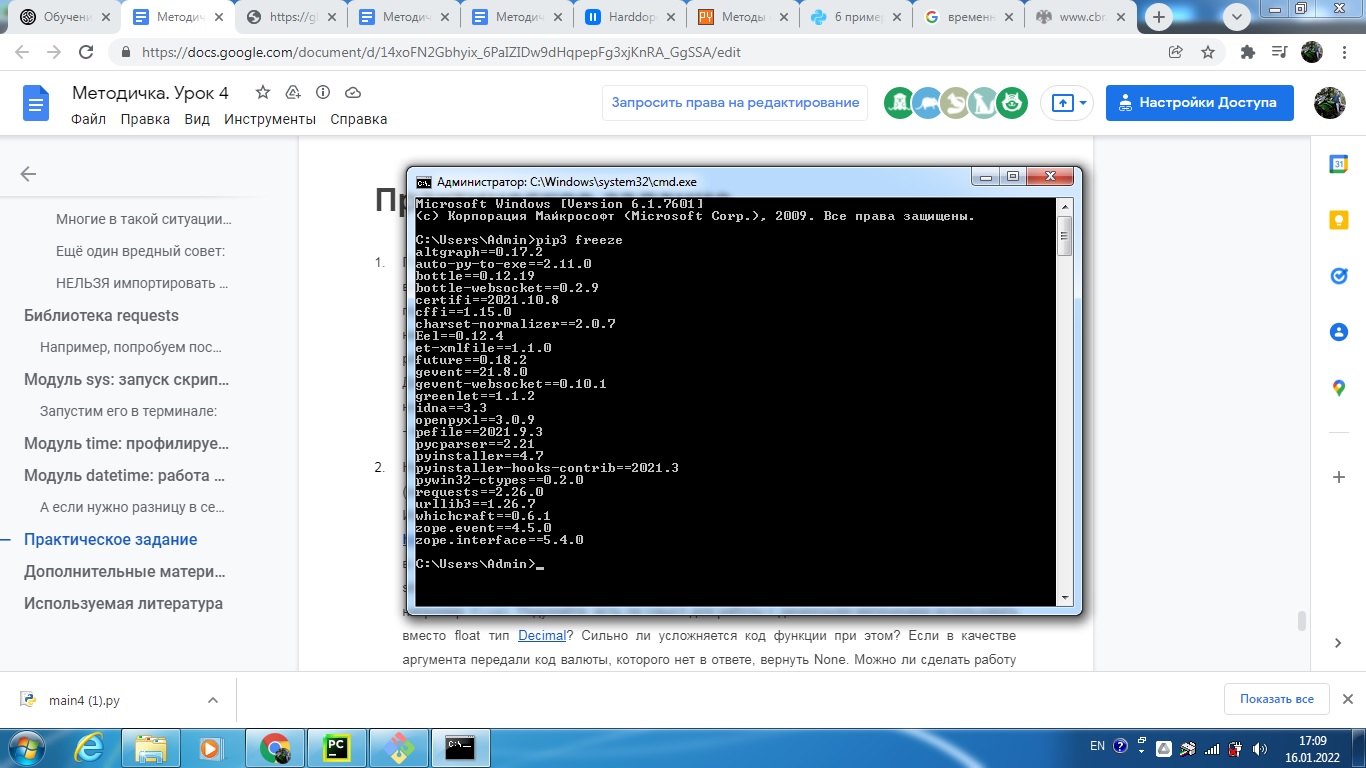 Обучени
Методич
https://gl
Методич
Методич
Harddop
Методы
6 пример
временн
www.cbr.
https://docs.google.com/document/d/14xoFN2Gbhyix_6PaIZIDw9dHqpepFg3xjKnRA_GgSSA/edit
Методичка. Урок 4
Файл Правка Вид Инструменты Справка
Запросить права на редактирование
Настройки Доступа
31
Многие в такой ситуации...
Ещё один вредный совет:
НЕЛЬЗЯ импортировать ...
Библиотека requests
Например, попробуем пос...
Модуль sys: запуск скрип...
Запустим его в терминале:
Модуль time: профилируе...
Модуль datetime: работа ...
А если нужно разницу в се...
Практическое задание
Дополнительные матери...
Используемая литература
1.
2.
Администратор: C:\Windows\system32\cmd.exe
Microsoft Windows [Version 6.1.7601]
(c) Корпорация Майкрософт (Microsoft Corp.), 2009. Все права защищены.
C:\Users\Admin>pip3 freeze
altgraph==0.17.2
auto-py-to-exe==2.11.0
bottle==0.12.19
bottle-websocket==0.2.9
certifi==2021.10.8
cffi==1.15.0
charset-normalizer==2.0.7
Eel==0.12.4
et-xmlfile==1.1.0
future==0.18.2
gevent==21.8.0
gevent-websocket==0.10.1
greenlet==1.1.2
idna==3.3
openpyxl==3.0.9
pefile==2021.9.3
pycparser==2.21
pyinstaller==4.7
pyinstaller-hooks-contrib==2021.3
pywin32-ctypes==0.2.0
requests==2.26.0
urllib3==1.26.7
whichcraft==0.6.1
zope.event==4.5.0
zope.interface==5.4.0
C:\Users\Admin>_
вместо float тип Decimal? Сильно ли усложняется код функции при этом? Если в качестве
аргумента передали код валюты, которого нет в ответе, вернуть None. Можно ли сделать работу
main4 (1).py
Показать все
PC
EN
17:09
16.01.2022